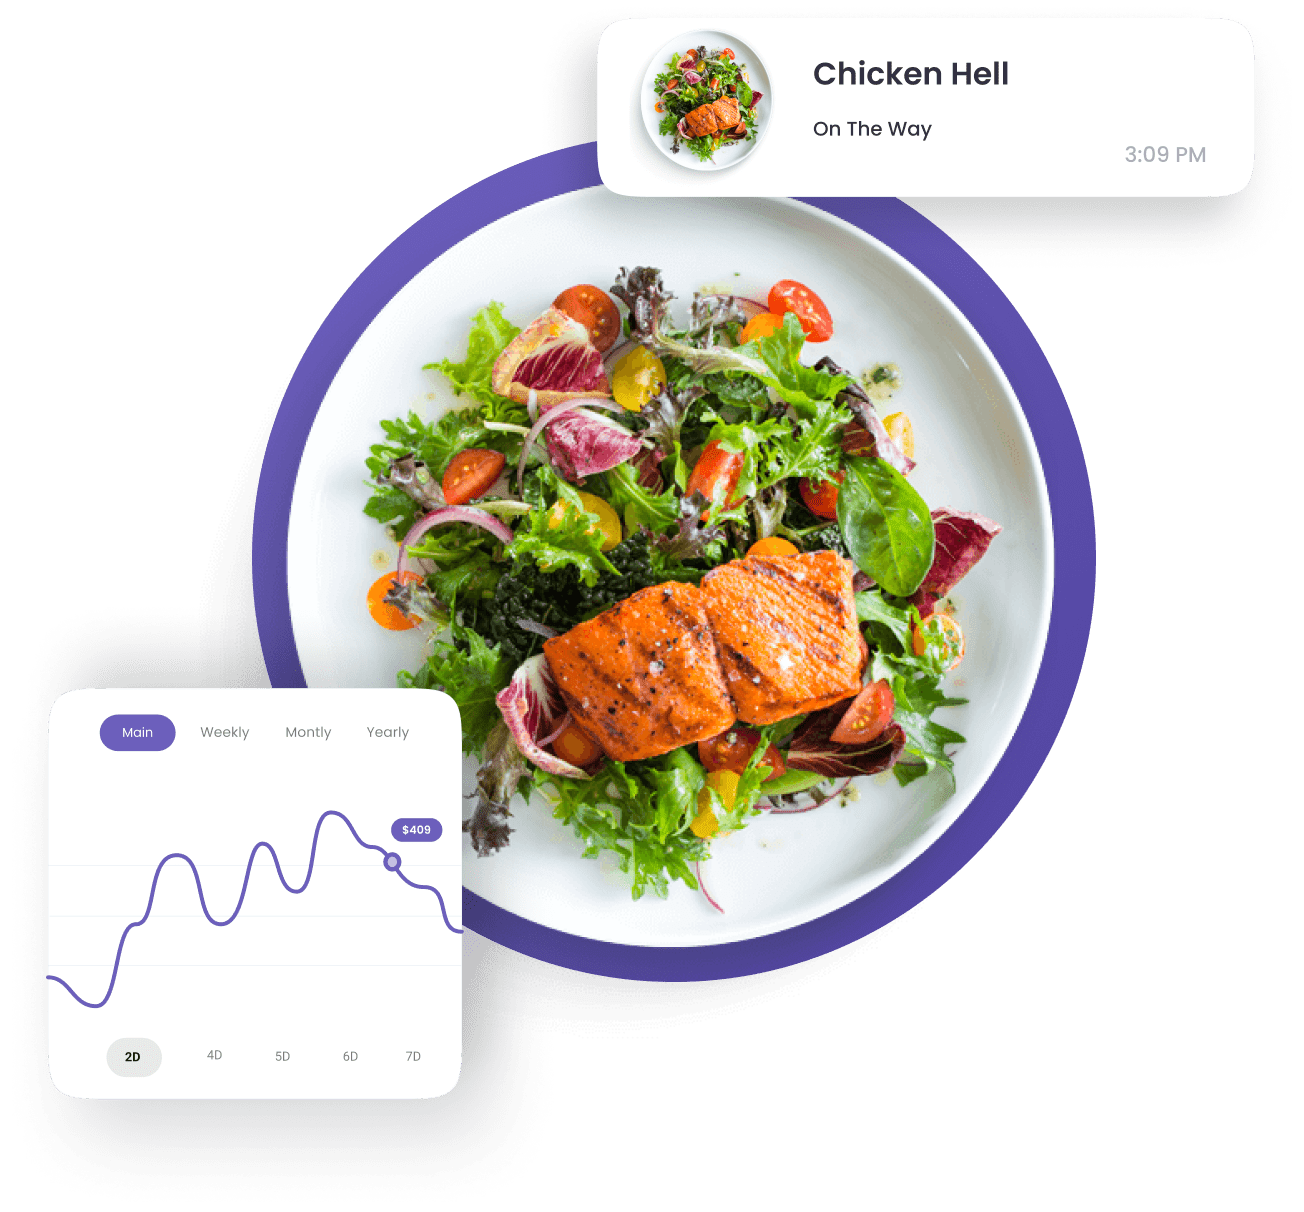 Chicken Hell
On The Way
3:09 PM
Main Weekly Montly Yearly
$409
2D 4D 5D 6D 7D